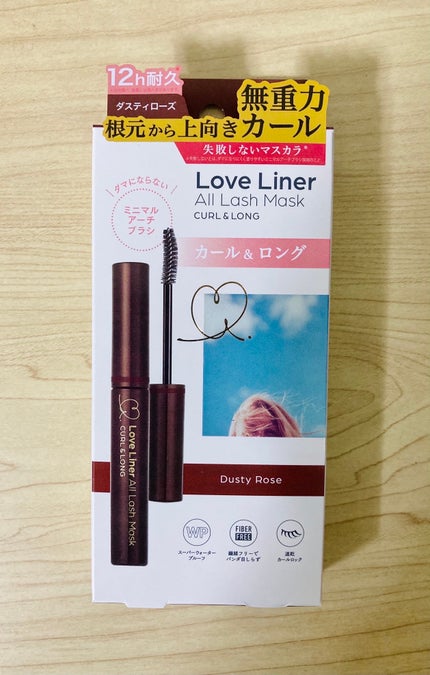 12h耐久*
ダスティローズ
無重力
根元から上向きカール
失敗しないマスカラ*
Love Liner
All Lash Mask
CURL & LONG
ダマにならない
ミニマル
アーチ
ブラシ
カール & ロング
Love Liner All Lash Mask
CURL & LONG
Dusty Rose
WP
FIBER
FREE
スーパーウォーター
プルーフ
繊維フリーで
パンダ目しらず
速乾
カールロック